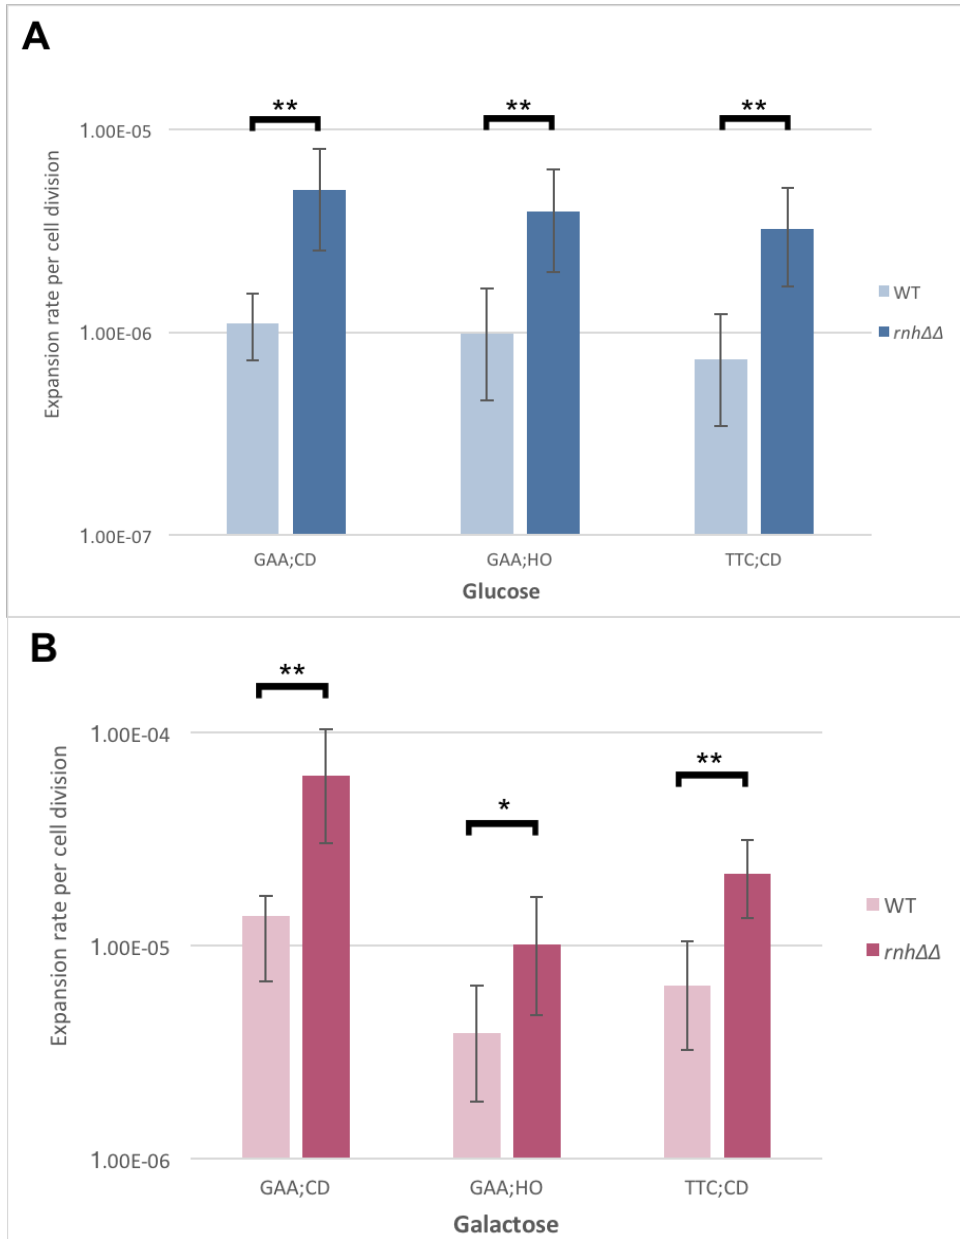 A
**
**
**
1.00E-05
Expansion rate per cell division
WT
1.00E-06
rnhΔΔ
1.00E-07
GAA;CD
GAA;HO
TTC;CD
Glucose
B
**
1.00E-04
**
*
Expansion rate per cell division
WT
1.00E-05
rnhΔΔ
1.00E-06
GAA;CD
GAA;HO
TTC;CD
Galactose